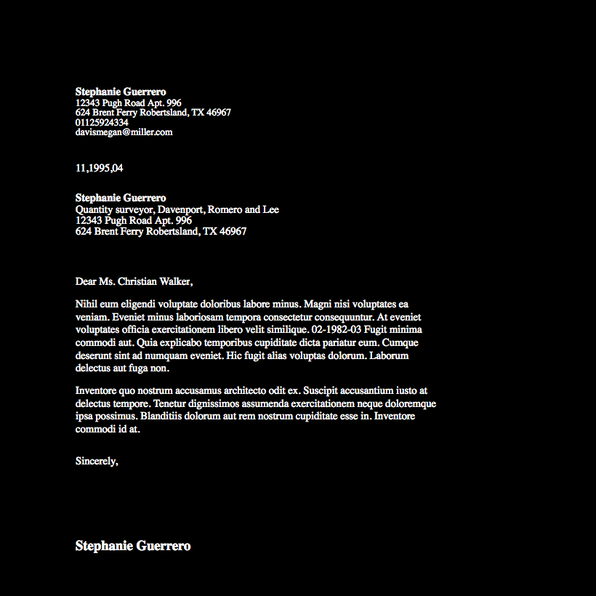 Stephanie Guerrero
12343 Pugh Road Apt. 996
624 Brent Ferry Robertsland, TX 46967
01125924334
davismegan@miller.com
11,1995,04
Stephanie Guerrero
Quantity surveyor, Davenport, Romero and Lee
12343 Pugh Road Apt. 996
624 Brent Ferry Robertsland, TX 46967
Dear Ms. Christian Walker,
Nihil eum eligendi voluptate doloribus labore minus. Magni nisi voluptates ea
veniam. Eveniet minus laboriosam tempora consectetur consequuntur. At eveniet
voluptates officia exercitationem libero velit similique. 02-1982-03 Fugit minima
commodi aut. Quia explicabo temporibus cupiditate dicta pariatur eum. Cumque
deserunt sint ad numquam eveniet. Hic fugit alias voluptas dolorum. Laborum
delectus aut fuga non.
Inventore quo nostrum accusamus architecto odit ex. Suscipit accusantium iusto at
delectus tempore. Tenetur dignissimos assumenda exercitationem neque doloremque
ipsa possimus. Blanditiis dolorum aut rem nostrum cupiditate esse in. Inventore
commodi id at.
Sincerely,
Stephanie Guerrero